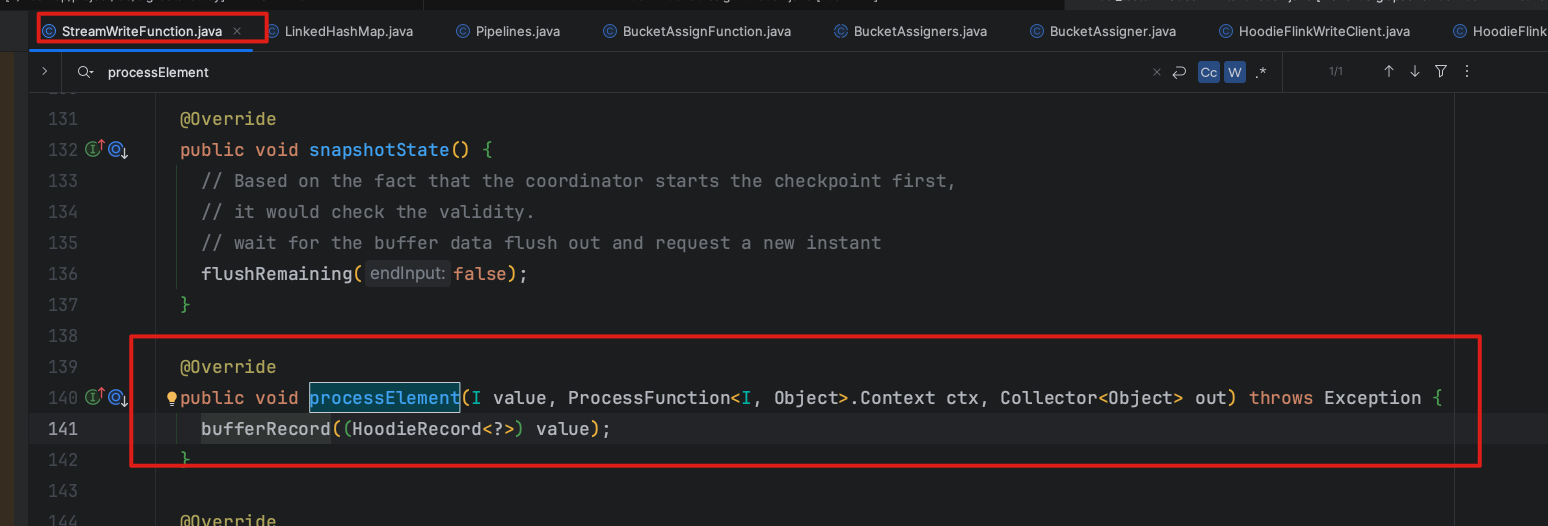 StreamWriteFunction.java × LinkedHashMap.java Pipelines.java BucketAssignFunction.java BucketAssigners.java BucketAssigner.java HoodieFlinkWriteClient.java HoodieFlink
processElement × Cc W .* 1/1
131 @Override
132 public void snapshotState() {
133 // Based on the fact that the coordinator starts the checkpoint first,
134 // it would check the validity.
135 // wait for the buffer data flush out and request a new instant
136 flushRemaining( endInput: false);
137 }
138
139 @Override
140 public void processElement(I value, ProcessFunction<I, Object>.Context ctx, Collector<Object> out) throws Exception {
141 bufferRecord((HoodieRecord<?>) value);
142 }
143
144 @Override